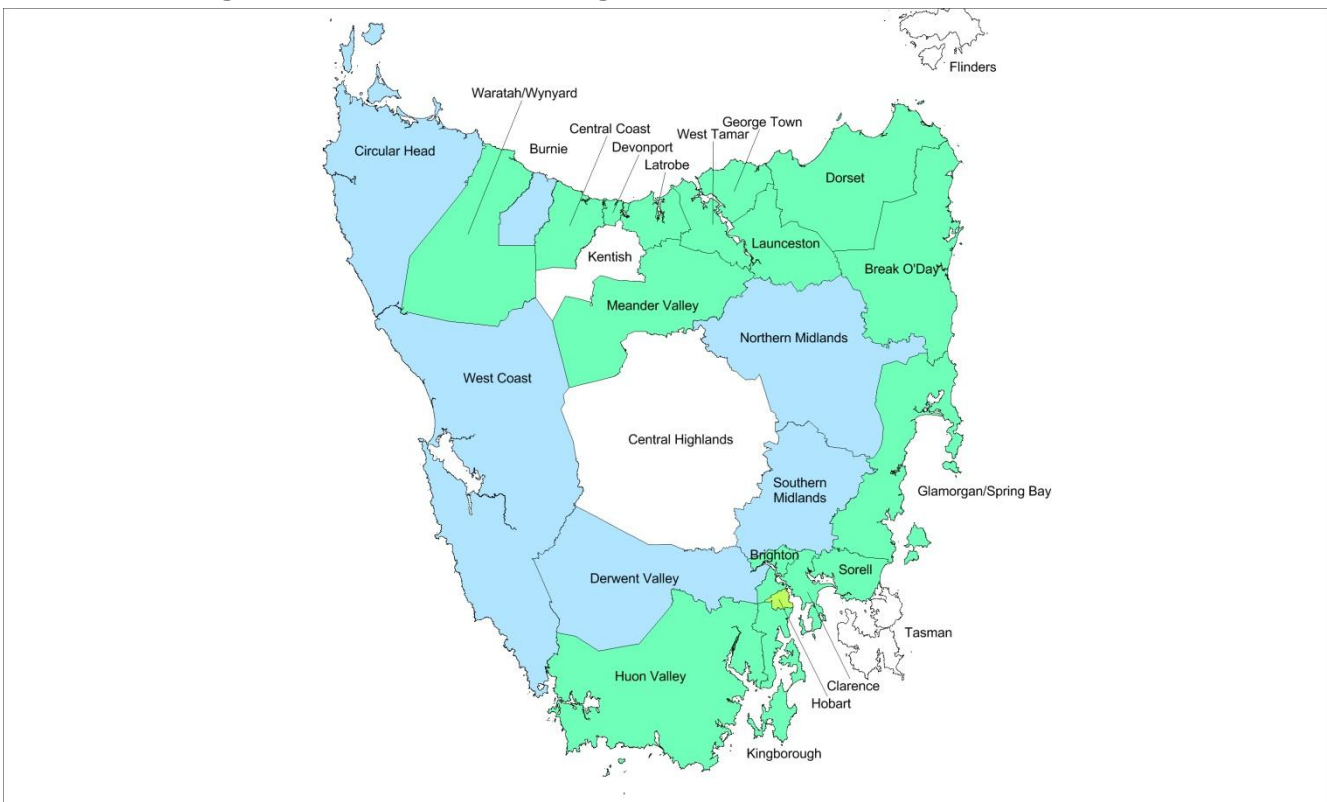 Flinders
Waratah/Wynyard
George Town
Central Coast
West Tamar
Burnie
Devonport
Circular Head
Latrobe
Dorset
Launceston
Kentish
Break O'Day
Meander Valley
Northern Midlands
West Coast
Central Highlands
Southern
Midlands
Glamorgan/Spring Bay
Brighton
Sorell
Derwent Valley
Tasman
Huon Valley
Clarence
Hobart
Kingborough